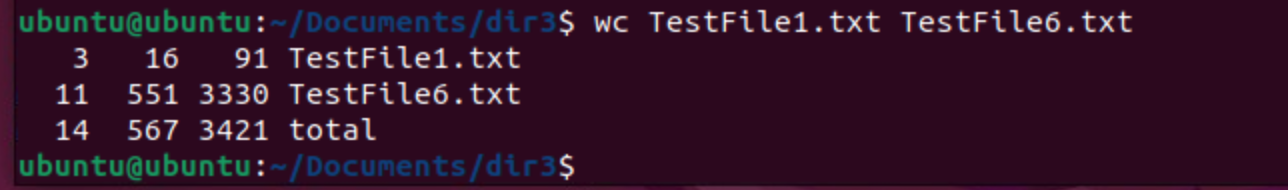 ubuntu@ubuntu:~/Documents/dir3$ wc TestFile1.txt TestFile6.txt
3 16 91 TestFile1.txt
11 551 3330 TestFile6.txt
14 567 3421 total
ubuntu@ubuntu:~/Documents/dir3$